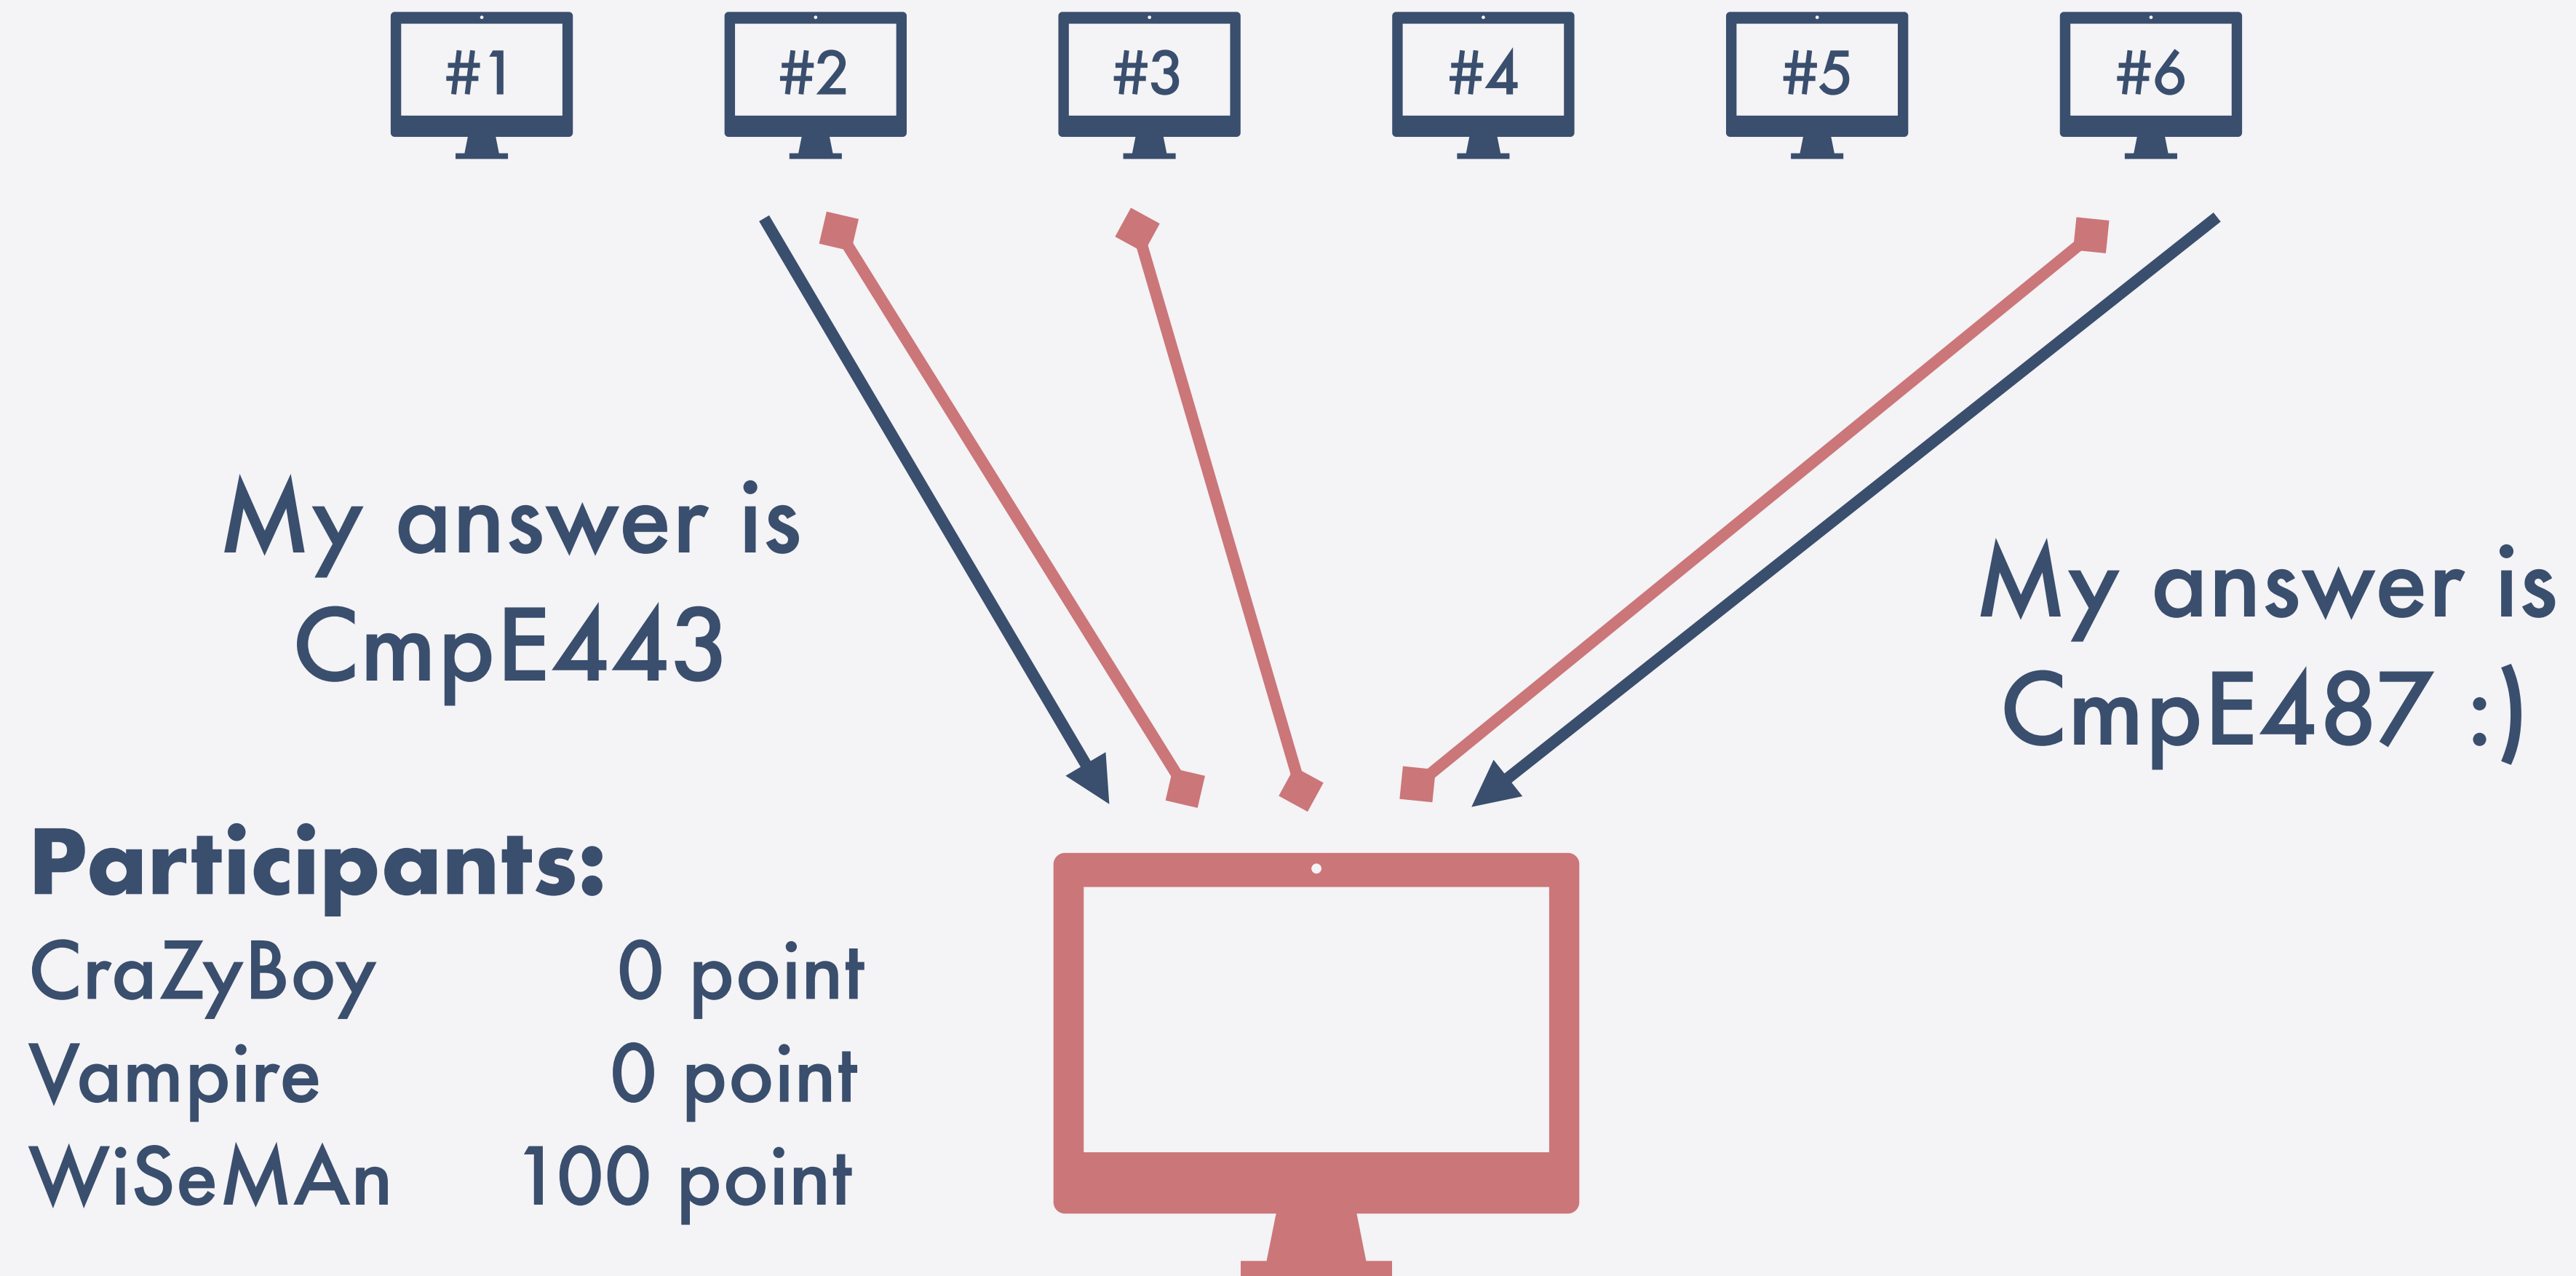 #1 #2 #3 #4 #5 #6
My answer is
CmpE443
My answer is
CmpE487 :)
Participants:
CraZyBoy 0 point
Vampire 0 point
WiSeMAn 100 point